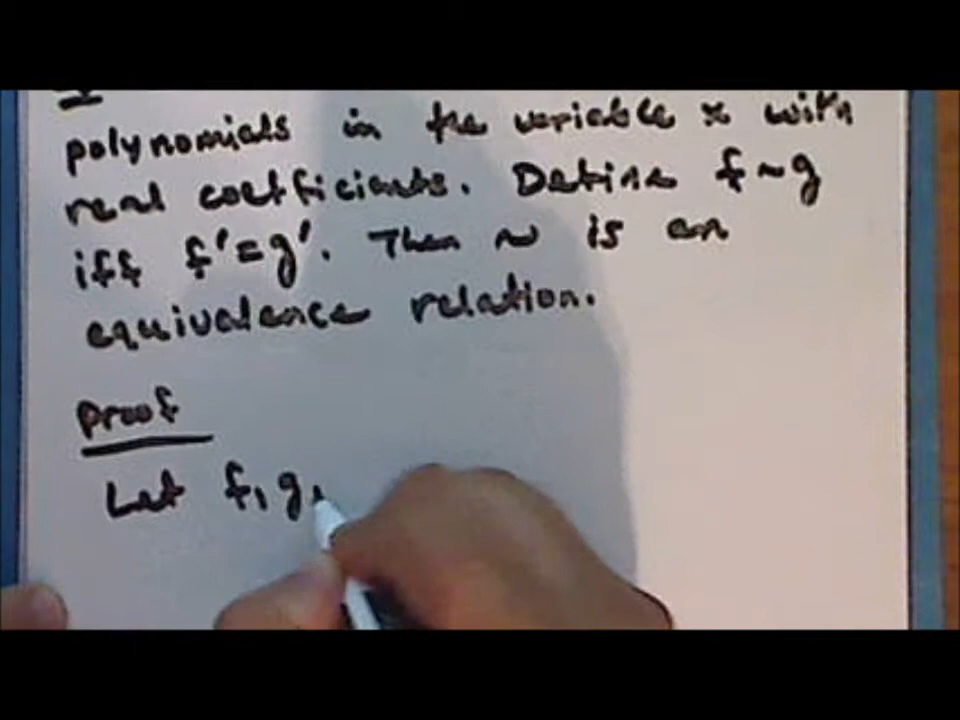 polynomials in the variable x with
real coefficients. Define f ~ g
iff f' = g'. Then ~ is an
equivalence relation.
Proof
Let f, g,